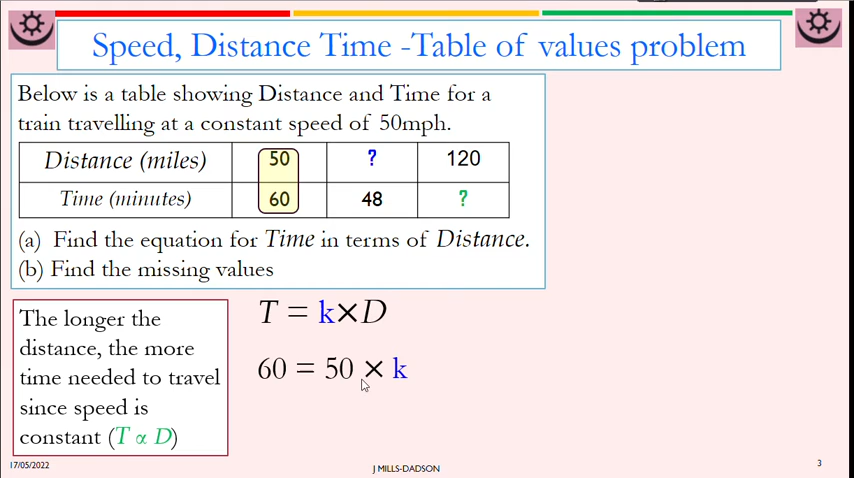 Speed, Distance Time -Table of values problem
Below is a table showing Distance and Time for a
train travelling at a constant speed of 50mph.
Distance (miles) 50 ? 120
Time (minutes) 60 48 ?
(a) Find the equation for Time in terms of Distance.
(b) Find the missing values
The longer the
distance, the more
time needed to travel
since speed is
constant (T ∝ D)
T = k×D
60 = 50 × k
17/05/2022
J MILLS-DADSON
3